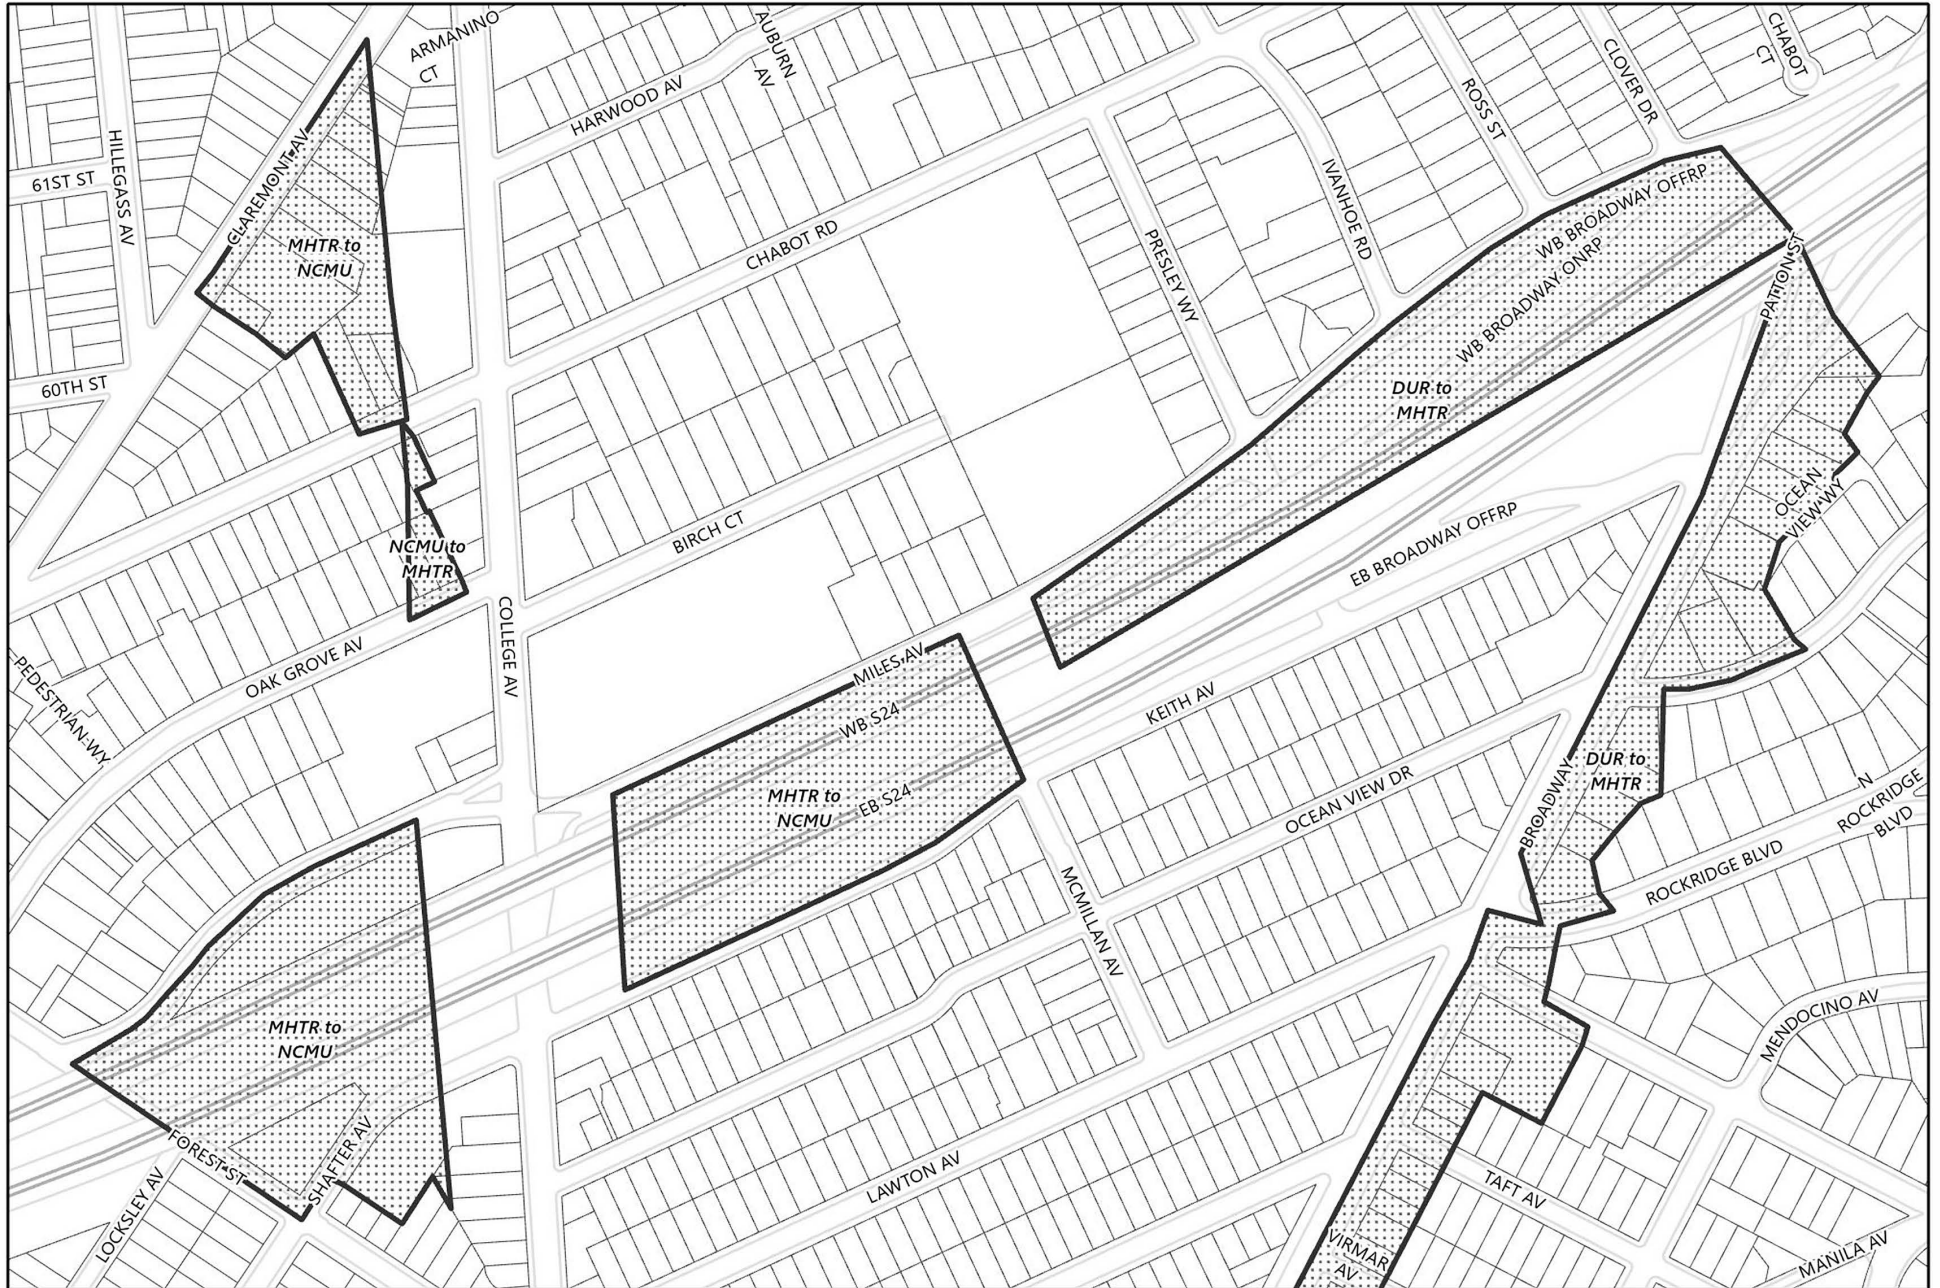 ARMANINO
CT
AUBURN
AV
CHABOT
CT
CLOVER DR
ROSS ST
HARWOOD AV
HILLEGASS AV
61ST ST
CLAREMONT AV
IVANHOE RD
WB BROADWAY OFFRP
WB BROADWAY ONRP
CHABOT RD
PRESLEY WY
PATTON ST
MHTR to
NCMU
60TH ST
DUR to
MHTR
OCEAN
VIEW WY
BIRCH CT
EB BROADWAY OFFRP
NCMU to
MHTR
COLLEGE AV
OAK GROVE AV
PEDESTRIAN WY
MILES AV
WB S24
KEITH AV
MHTR to
NCMU
EB S24
OCEAN VIEW DR
BROADWAY
DUR to
MHTR
N
ROCKRIDGE
BLVD
ROCKRIDGE BLVD
MCMILLAN AV
MHTR to
NCMU
MENDOCINO AV
FOREST ST
SHAFTER AV
LOCKSLEY AV
LAWTON AV
TAFT AV
VIRMAR
AV
MANILA AV